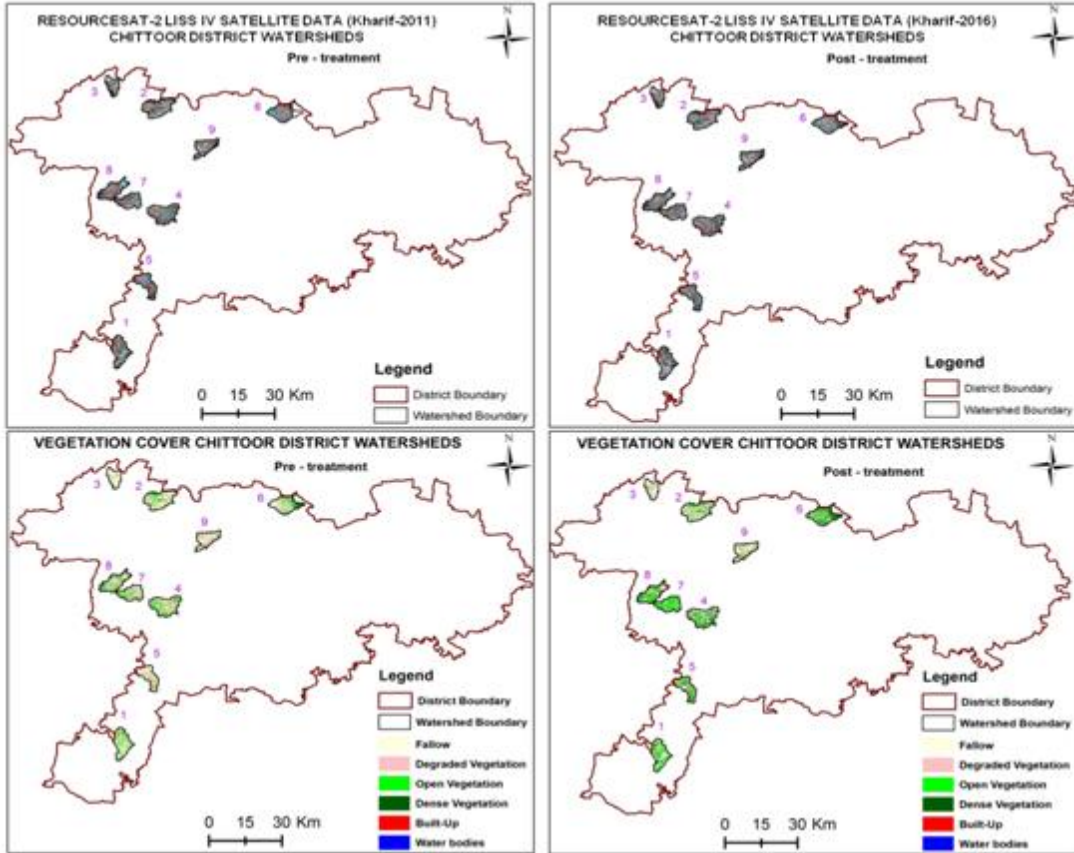 RESOURCESAT-2 LISS IV SATELLITE DATA (Kharif-2011)
CHITTOOR DISTRICT WATERSHEDS
Pre - treatment
N
3
2
6
9
8
7
4
5
1
Legend
0 15 30 Km
District Boundary
Watershed Boundary
RESOURCESAT-2 LISS IV SATELLITE DATA (Kharif-2016)
CHITTOOR DISTRICT WATERSHEDS
Post - treatment
N
3
2
6
9
8
7
4
5
1
Legend
0 15 30 Km
District Boundary
Watershed Boundary
VEGETATION COVER CHITTOOR DISTRICT WATERSHEDS
Pre - treatment
N
3
2
6
9
8
7
4
5
1
Legend
District Boundary
Watershed Boundary
Fallow
Degraded Vegetation
Open Vegetation
Dense Vegetation
Built-Up
Water bodies
0 15 30 Km
VEGETATION COVER CHITTOOR DISTRICT WATERSHEDS
Post - treatment
N
3
2
6
9
8
7
4
5
1
Legend
District Boundary
Watershed Boundary
Fallow
Degraded Vegetation
Open Vegetation
Dense Vegetation
Built-Up
Water bodies
0 15 30 Km